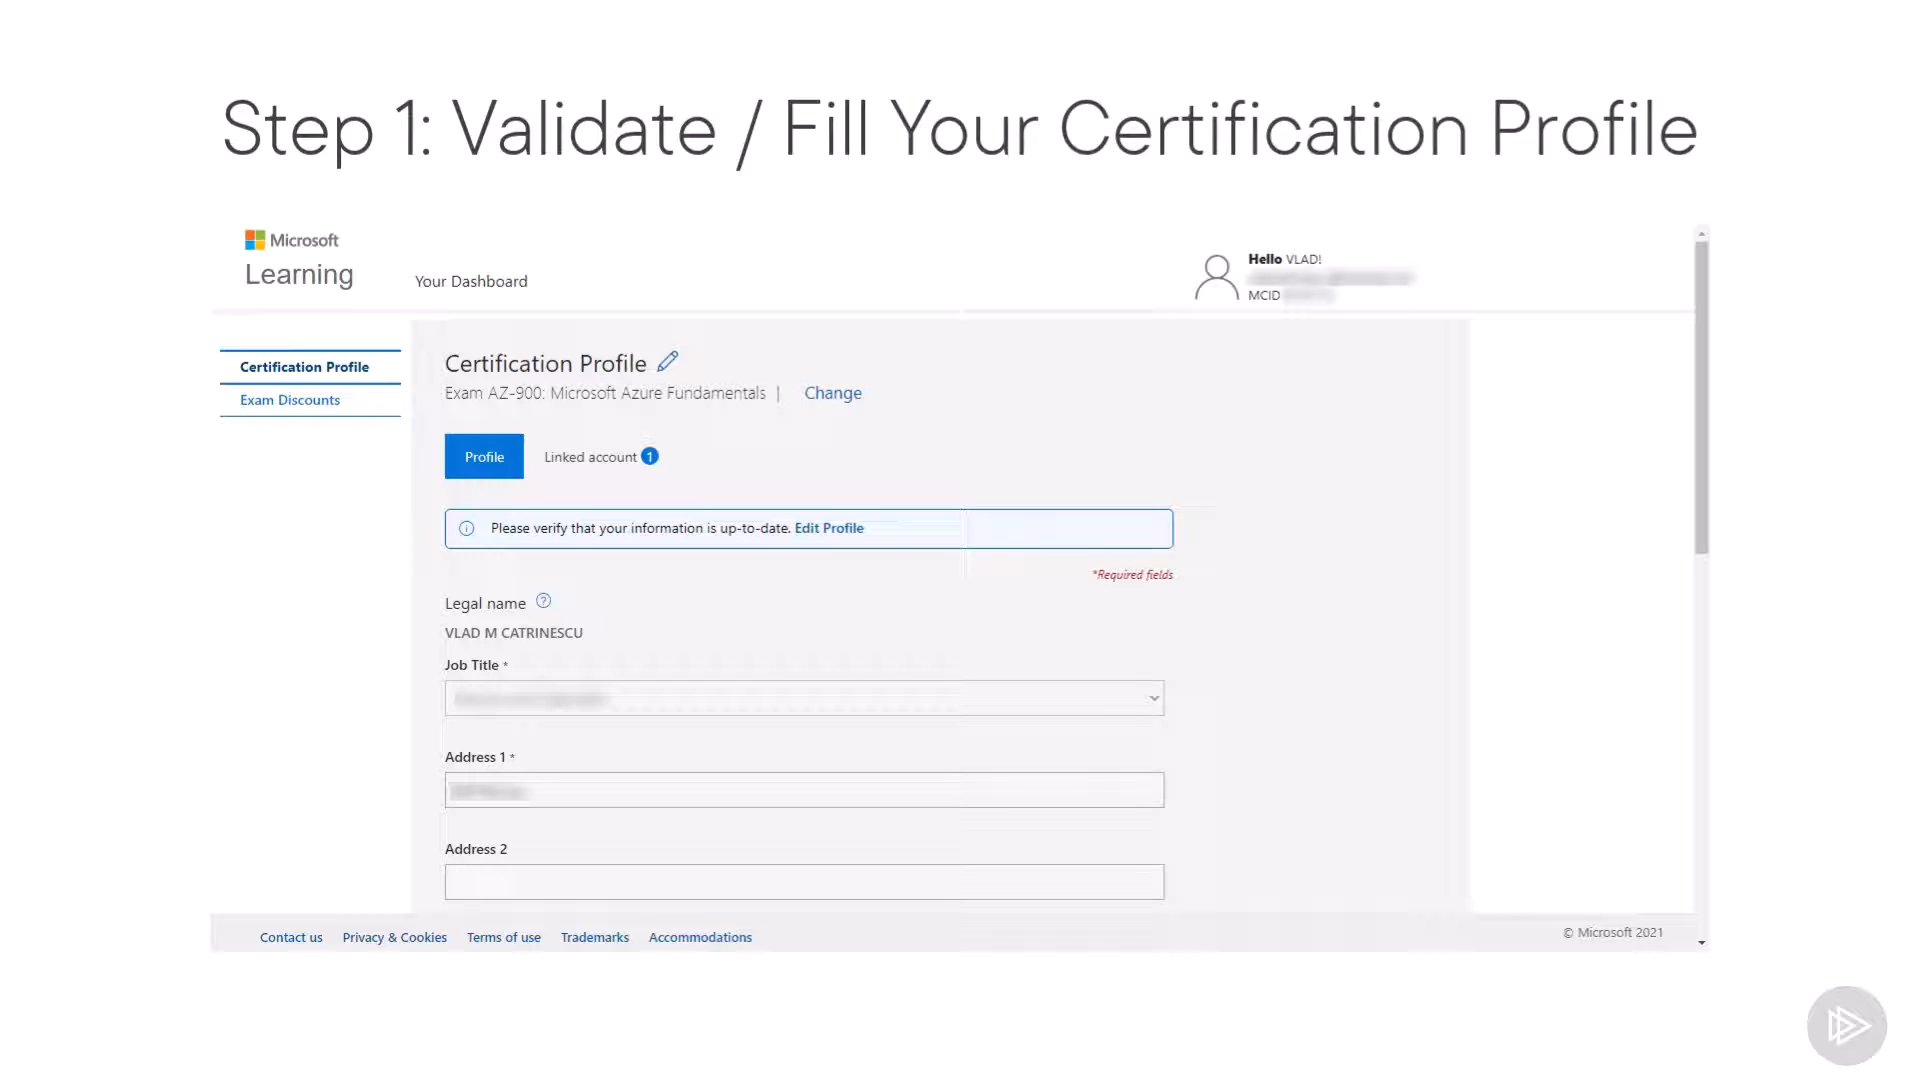 Step 1: Validate / Fill Your Certification Profile
Microsoft
Learning
Your Dashboard
Hello VLAD!
MCID
Certification Profile
Exam Discounts
Certification Profile
Exam AZ-900: Microsoft Azure Fundamentals | Change
Profile
Linked account 1
Please verify that your information is up-to-date. Edit Profile
*Required fields
Legal name ?
VLAD M CATRINESCU
Job Title *
Address 1 *
Address 2
Contact us Privacy & Cookies Terms of use Trademarks Accommodations
© Microsoft 2021